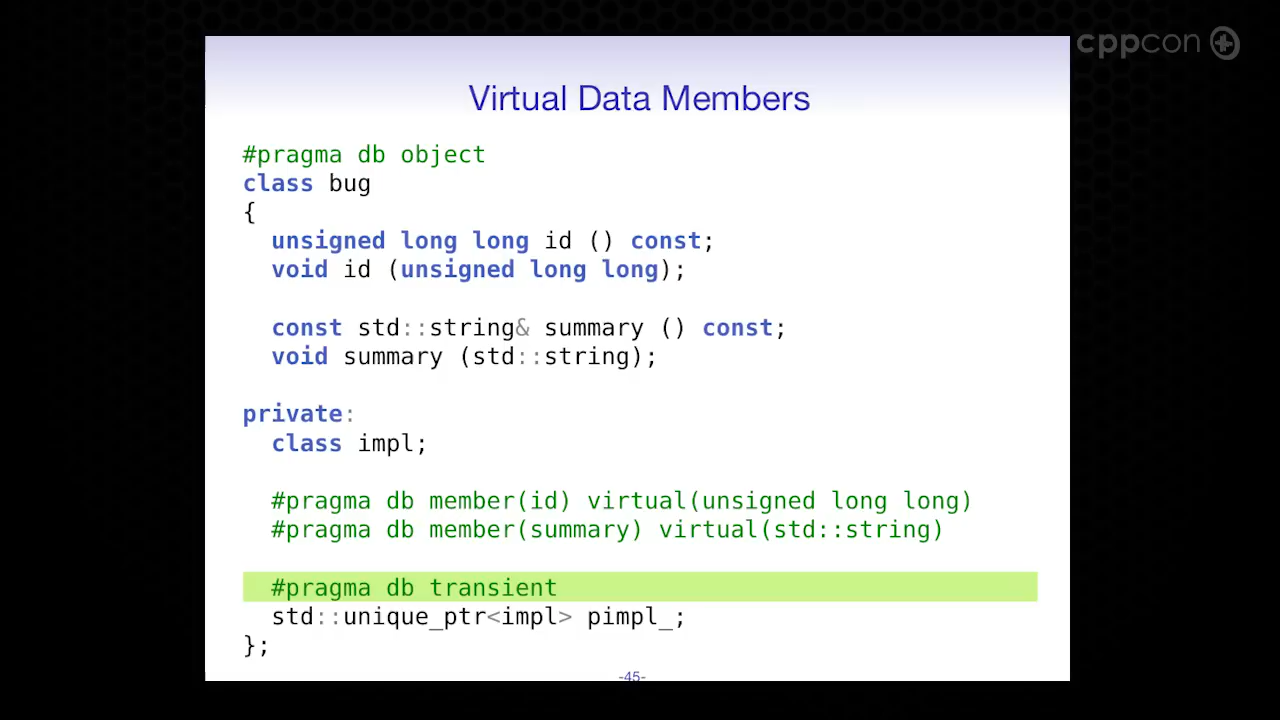 cppcon
Virtual Data Members
#pragma db object
class bug
{
unsigned long long id () const;
void id (unsigned long long);
const std::string& summary () const;
void summary (std::string);
private:
class impl;
#pragma db member(id) virtual(unsigned long long)
#pragma db member(summary) virtual(std::string)
#pragma db transient
std::unique_ptr<impl> pimpl_;
};
-45-